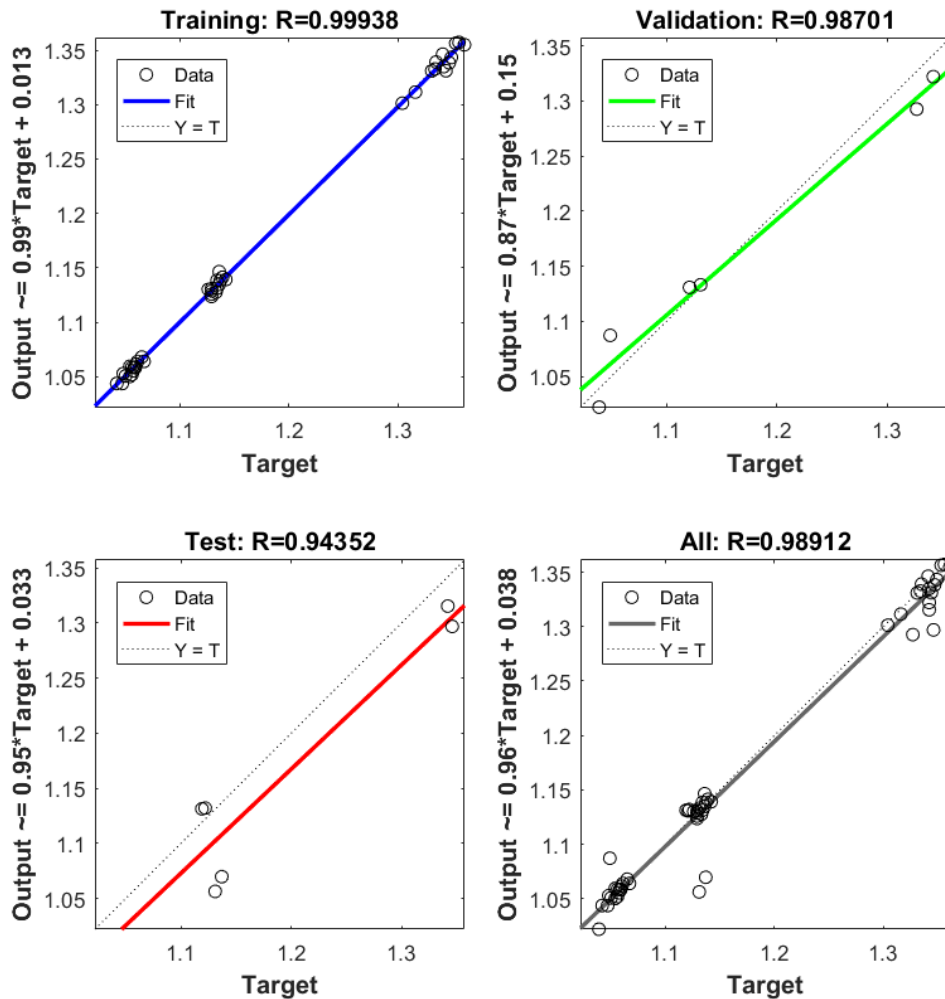 Training: R=0.99938
Output ~= 0.99*Target + 0.013
1.35
1.3
1.25
1.2
1.15
1.1
1.05
Data
Fit
Y = T
1.1 1.2 1.3
Target
Validation: R=0.98701
Output ~= 0.87*Target + 0.15
1.35
1.3
1.25
1.2
1.15
1.1
1.05
Data
Fit
Y = T
1.1 1.2 1.3
Target
Test: R=0.94352
Output ~= 0.95*Target + 0.033
1.35
1.3
1.25
1.2
1.15
1.1
1.05
Data
Fit
Y = T
1.1 1.2 1.3
Target
All: R=0.98912
Output ~= 0.96*Target + 0.038
1.35
1.3
1.25
1.2
1.15
1.1
1.05
Data
Fit
Y = T
1.1 1.2 1.3
Target